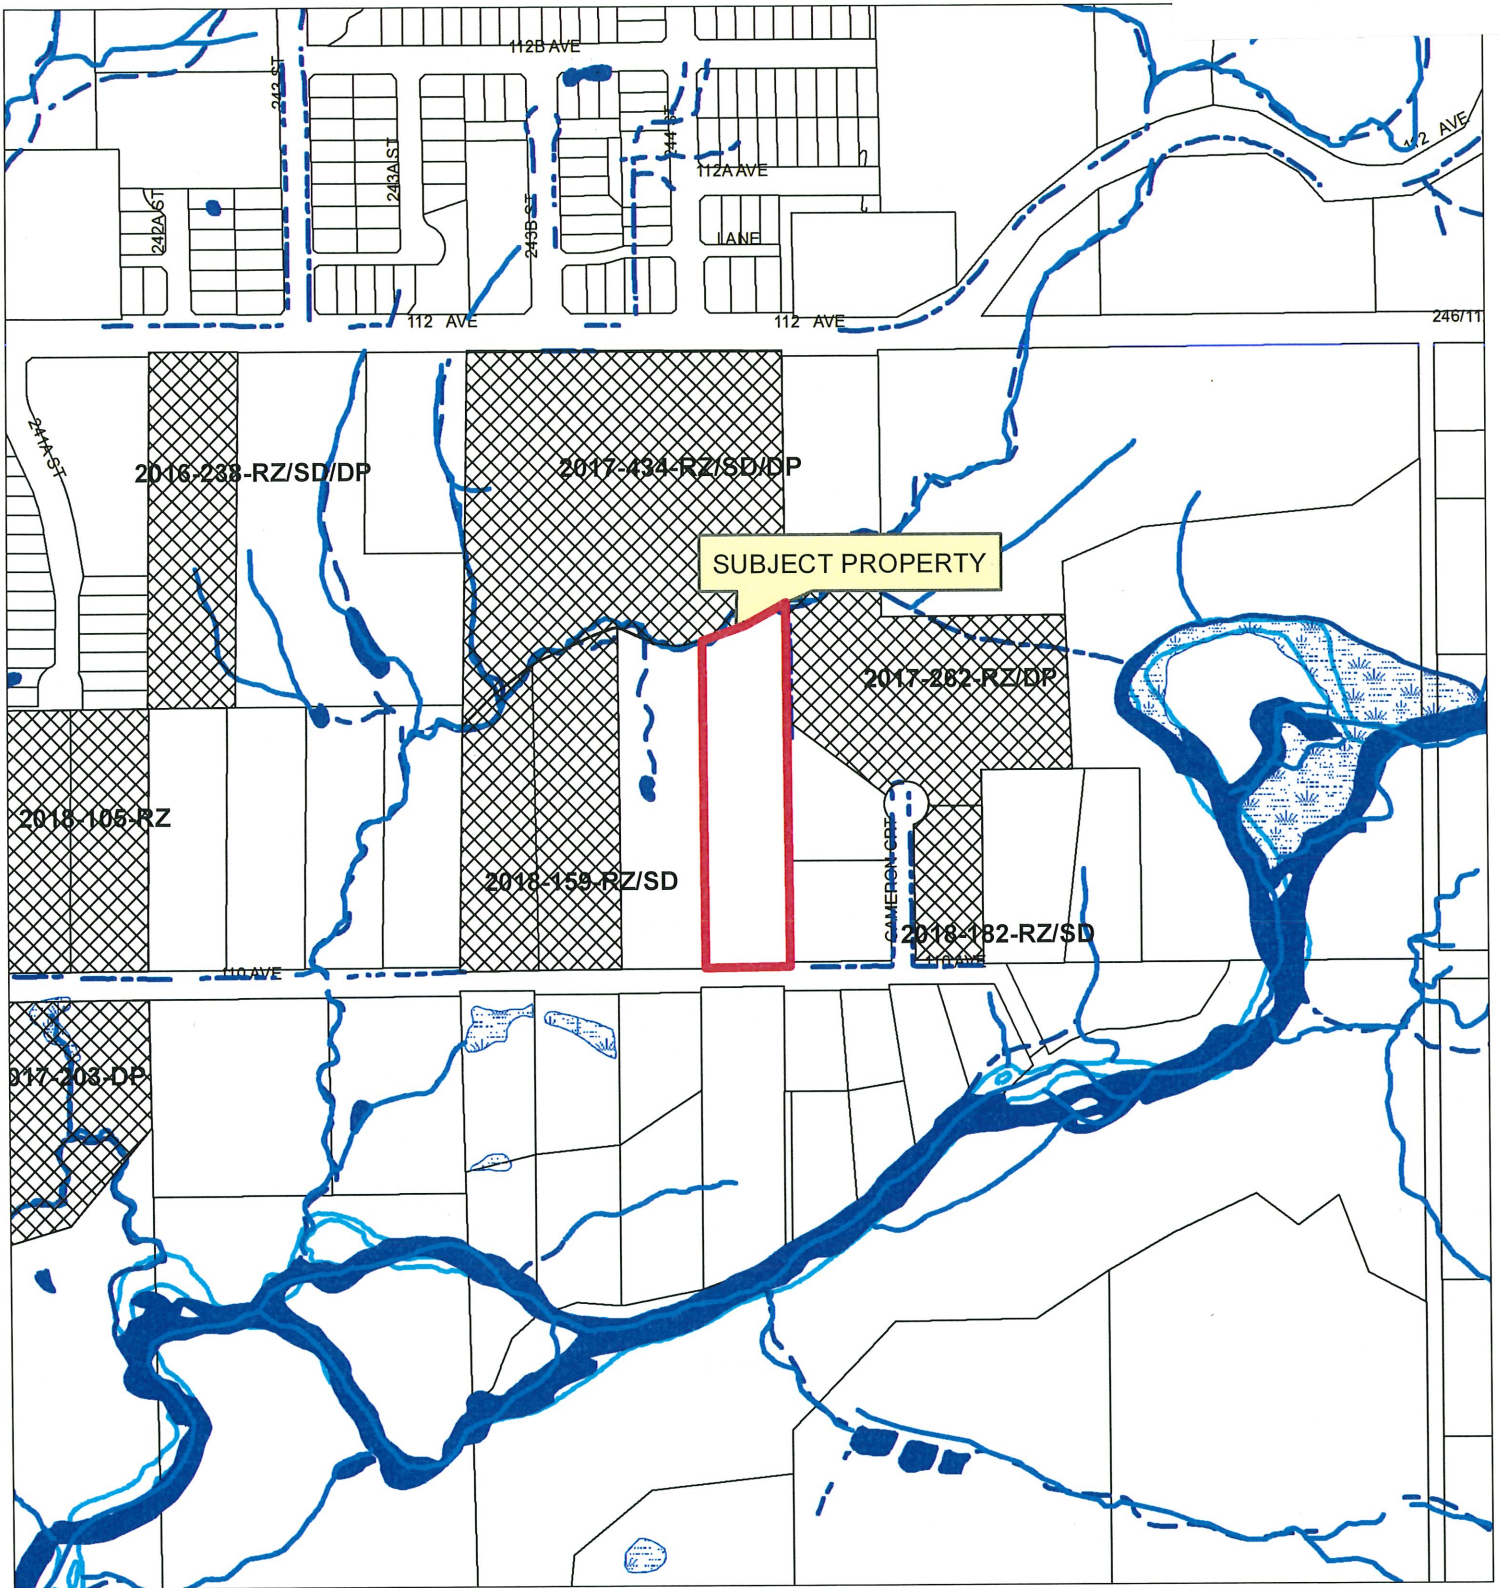 112B AVE
243 ST
244 ST
112 AVE
243A ST
112A AVE
242A ST
243B ST
LANE
112 AVE
112 AVE
246/11
241A ST
2016-238-RZ/SD/DP
2017-434-RZ/SD/DP
SUBJECT PROPERTY
2017-262-RZ/DP
2018-105-RZ
CAMERON CRT
2018-159-RZ/SD
2018-182-RZ/SD
110 AVE
110 AVE
017-203-DP